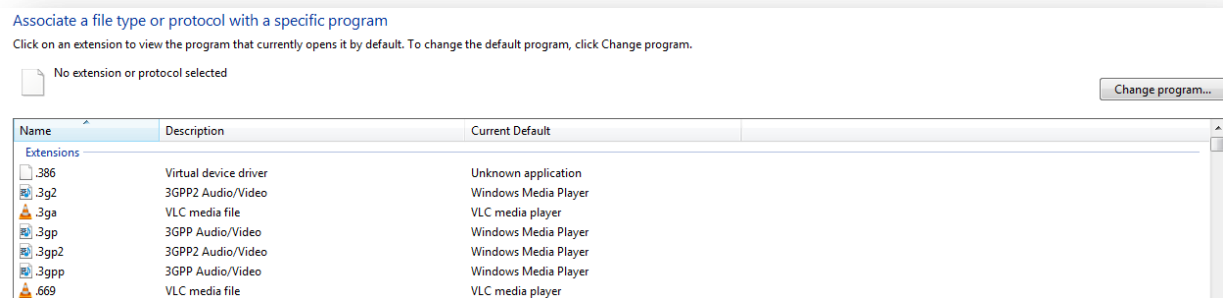 Associate a file type or protocol with a specific program
Click on an extension to view the program that currently opens it by default. To change the default program, click Change program.
No extension or protocol selected
Change program...
Name Description Current Default
Extensions
.386 Virtual device driver Unknown application
.3g2 3GPP2 Audio/Video Windows Media Player
.3ga VLC media file VLC media player
.3gp 3GPP Audio/Video Windows Media Player
.3gp2 3GPP2 Audio/Video Windows Media Player
.3gpp 3GPP Audio/Video Windows Media Player
.669 VLC media file VLC media player